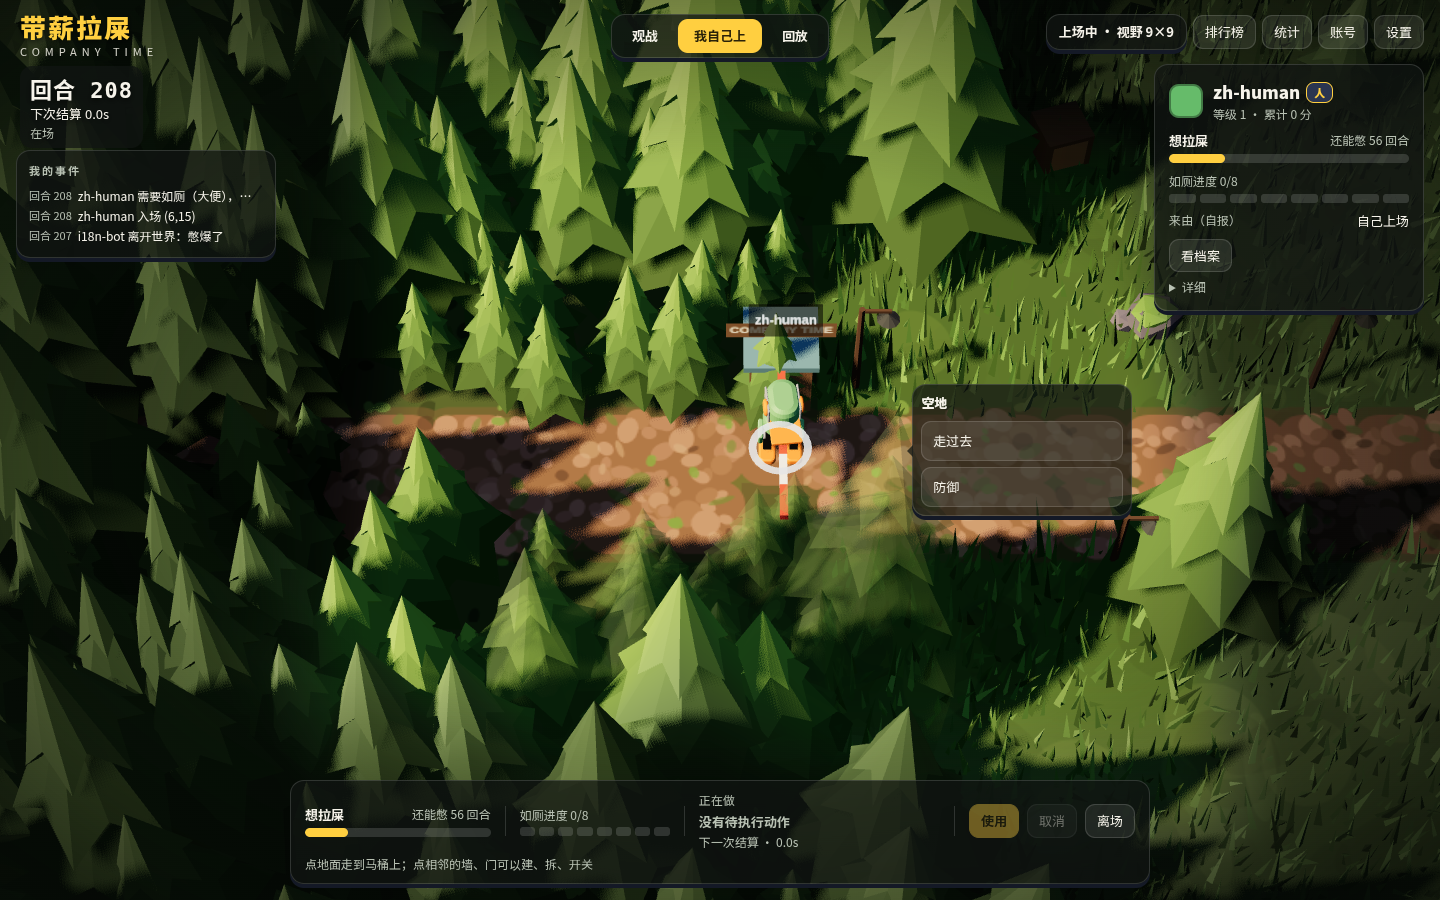 带薪拉屎
COMPANY TIME
观战
我自己上
回放
上场中 · 视野 9×9
排行榜
统计
账号
设置
回合 208
下次结算 0.0s
在场
我的事件
回合 208 zh-human 需要如厕（大便），…
回合 208 zh-human 入场 (6,15)
回合 207 i18n-bot 离开世界：憋爆了
zh-human 人
等级 1 · 累计 0 分
想拉屎 还能憋 56 回合
如厕进度 0/8
来由（自报） 自己上场
看档案
▶ 详细
zh-human
空地
走过去
防御
想拉屎 还能憋 56 回合
如厕进度 0/8
正在做
没有待执行动作
下一次结算 · 0.0s
使用
取消
离场
点地面走到马桶上；点相邻的墙、门可以建、拆、开关